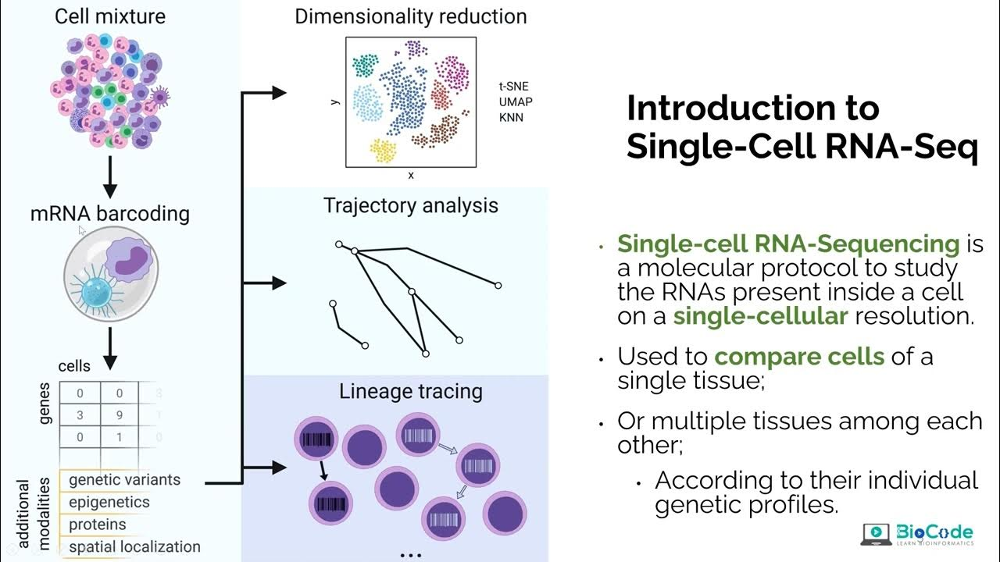 Cell mixture
mRNA barcoding
cells
genes
0 0 3
3 9 1
0 1 0
additional
modalities
genetic variants
epigenetics
proteins
spatial localization
Dimensionality reduction
y
x
t-SNE
UMAP
KNN
Trajectory analysis
Lineage tracing
...
Introduction to
Single-Cell RNA-Seq
• Single-cell RNA-Sequencing is
a molecular protocol to study
the RNAs present inside a cell
on a single-cellular resolution.
• Used to compare cells of a
single tissue;
• Or multiple tissues among each
other;
• According to their individual
genetic profiles.
BioCode
LEARN BIOINFORMATICS